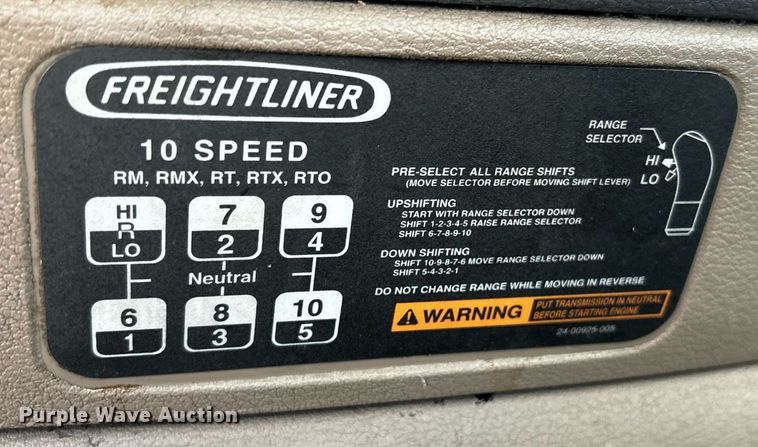 FREIGHTLINER
10 SPEED
RM, RMX, RT, RTX, RTO
HI 7 9
R
LO 2 4
Neutral
6 8 10
1 3 5
RANGE
SELECTOR
HI
LO
PRE-SELECT ALL RANGE SHIFTS
(MOVE SELECTOR BEFORE MOVING SHIFT LEVER)
UPSHIFTING
START WITH RANGE SELECTOR DOWN
SHIFT 1-2-3-4-5 RAISE RANGE SELECTOR
SHIFT 6-7-8-9-10
DOWN SHIFTING
SHIFT 10-9-8-7-6 MOVE RANGE SELECTOR DOWN
SHIFT 5-4-3-2-1
DO NOT CHANGE RANGE WHILE MOVING IN REVERSE
WARNING
PUT TRANSMISSION IN NEUTRAL
BEFORE STARTING ENGINE
24-00925-005
Purple Wave Auction